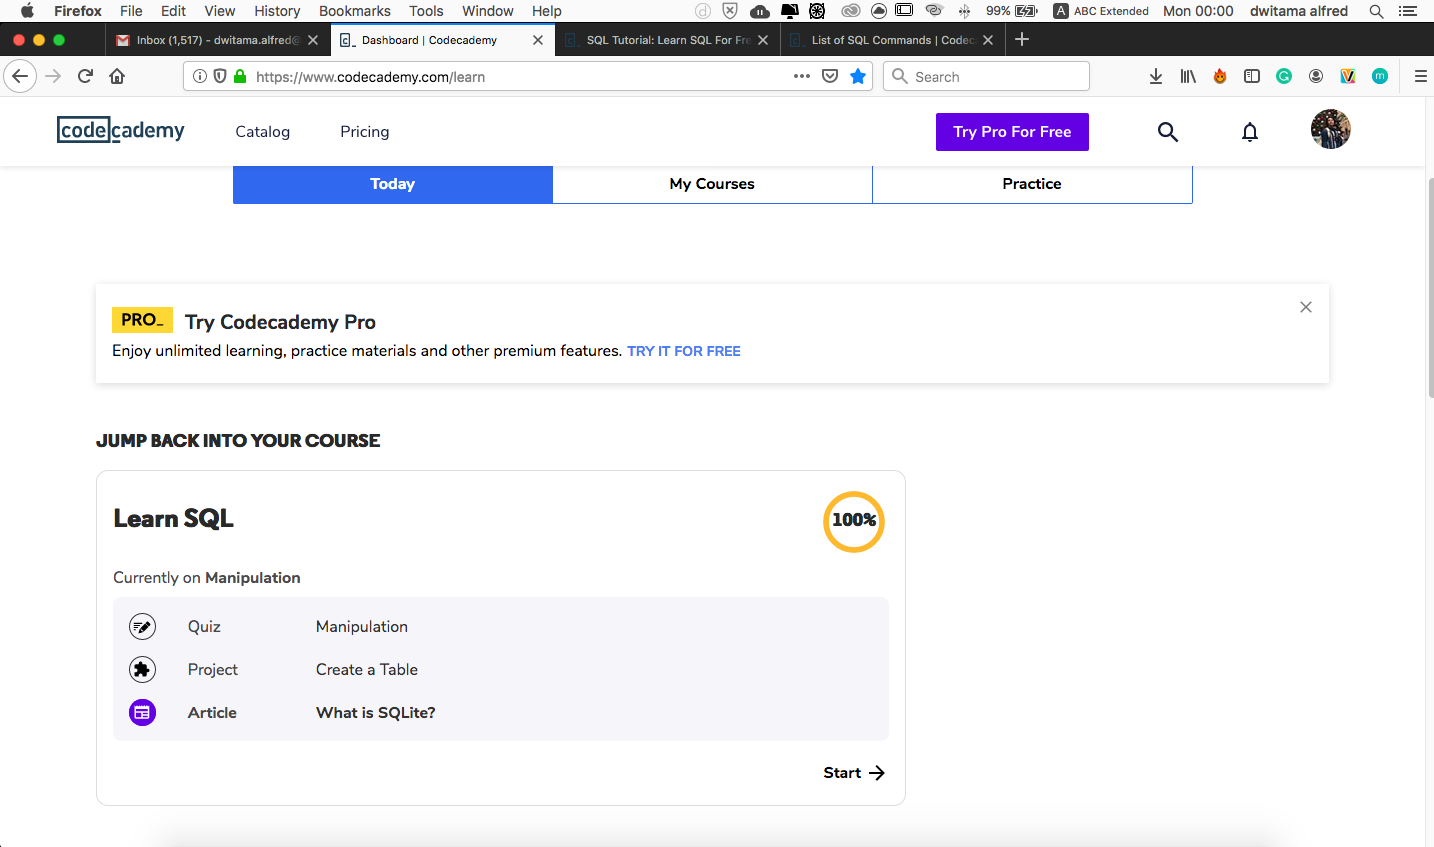 Firefox File Edit View History Bookmarks Tools Window Help 99% A ABC Extended Mon 00:00 dwitama alfred
Inbox (1,517) - dwitama.alfred@ Dashboard | Codecademy SQL Tutorial: Learn SQL For Fre List of SQL Commands | Codec
https://www.codecademy.com/learn Search
codecademy Catalog Pricing Try Pro For Free
Today My Courses Practice
PRO_ Try Codecademy Pro
Enjoy unlimited learning, practice materials and other premium features. TRY IT FOR FREE
JUMP BACK INTO YOUR COURSE
Learn SQL 100%
Currently on Manipulation
Quiz Manipulation
Project Create a Table
Article What is SQLite?
Start